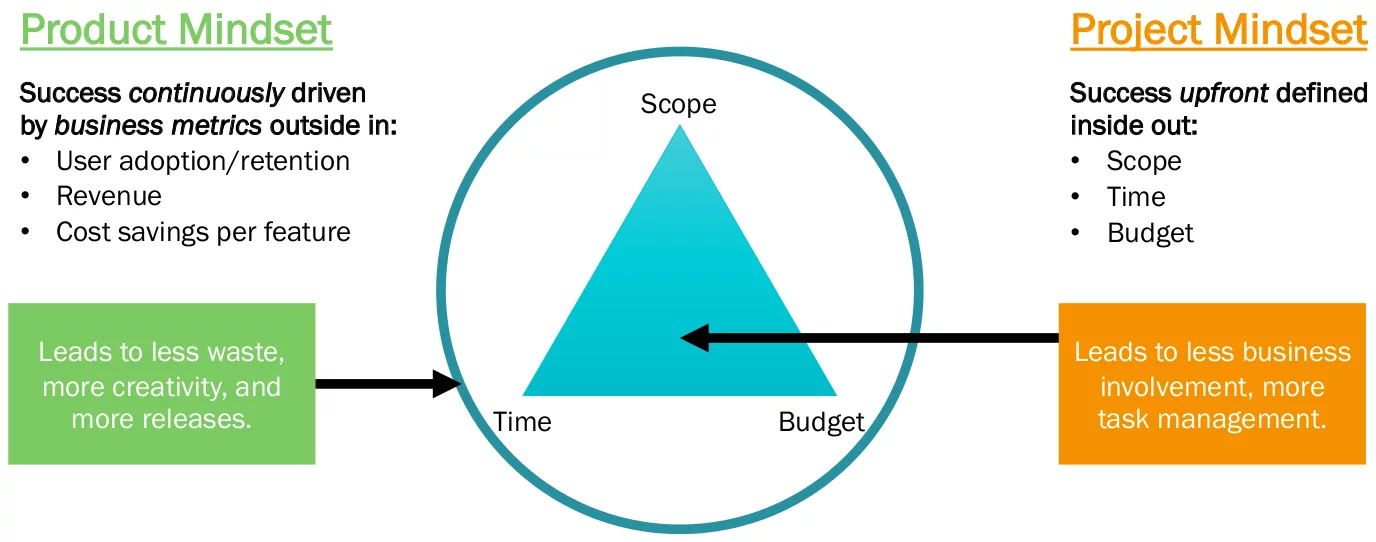 Product Mindset
Success continuously driven
by business metrics outside in:
• User adoption/retention
• Revenue
• Cost savings per feature
Leads to less waste,
more creativity, and
more releases.
Scope
Time
Budget
Project Mindset
Success upfront defined
inside out:
• Scope
• Time
• Budget
Leads to less business
involvement, more
task management.